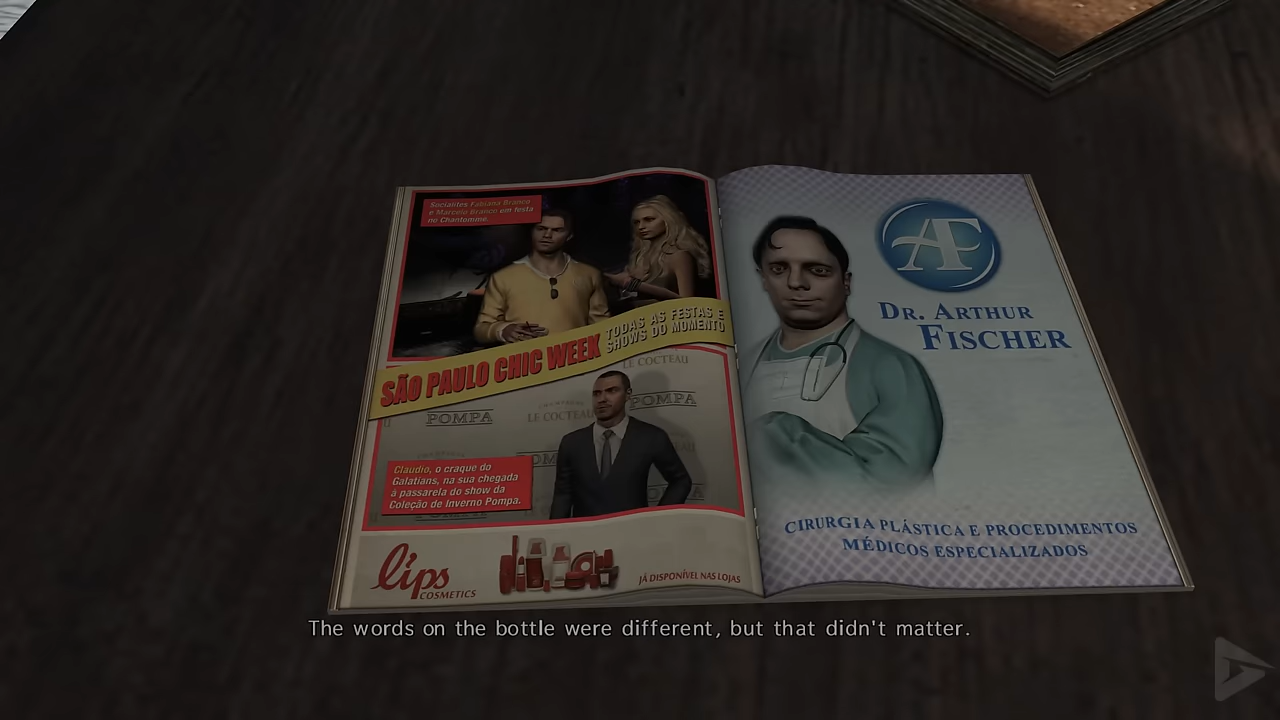 Socialites Fabiana Branco
e Marcelo Branco em festa
no Chantommé.
SÃO PAULO CHIC WEEK
TODAS AS FESTAS E
SHOWS DO MOMENTO
LE COCTEAU
POMPA
LE COCTEAU
POMPA
Claudio, o craque do
Galatians, na sua chegada
à passarela do show da
Coleção de Inverno Pompa.
lips
COSMETICS
JÁ DISPONÍVEL NAS LOJAS
AF
DR. ARTHUR
FISCHER
CIRURGIA PLÁSTICA E PROCEDIMENTOS
MÉDICOS ESPECIALIZADOS
The words on the bottle were different, but that didn't matter.